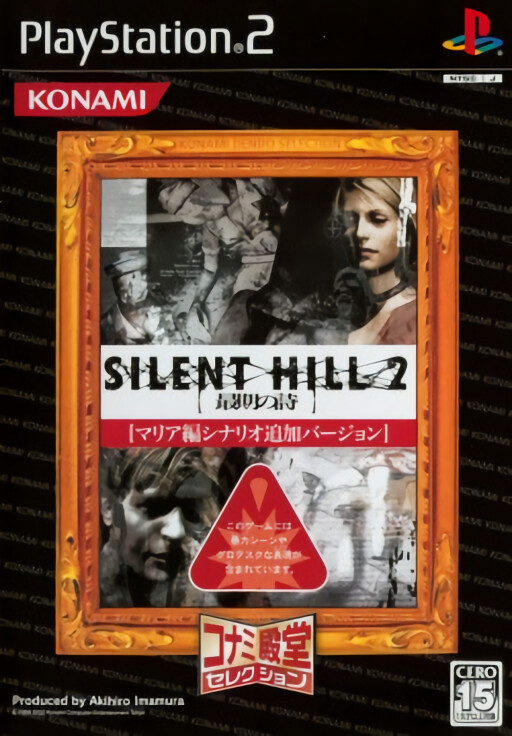 PlayStation®2
KONAMI
KONAMI DENDO SELECTION
SILENT HILL 2
[最期の詩]
[マリア編シナリオ追加バージョン]
このゲームには
暴力シーンや
グロテスクな表現が
含まれています。
コナミ殿堂
セレクション
Produced by Akihiro Imamura
CERO
15